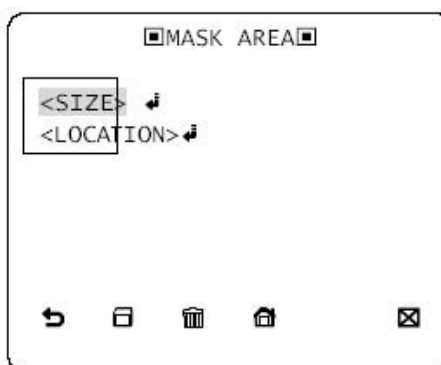 ▣MASK AREA▣
<SIZE> ↲
<LOCATION>↲